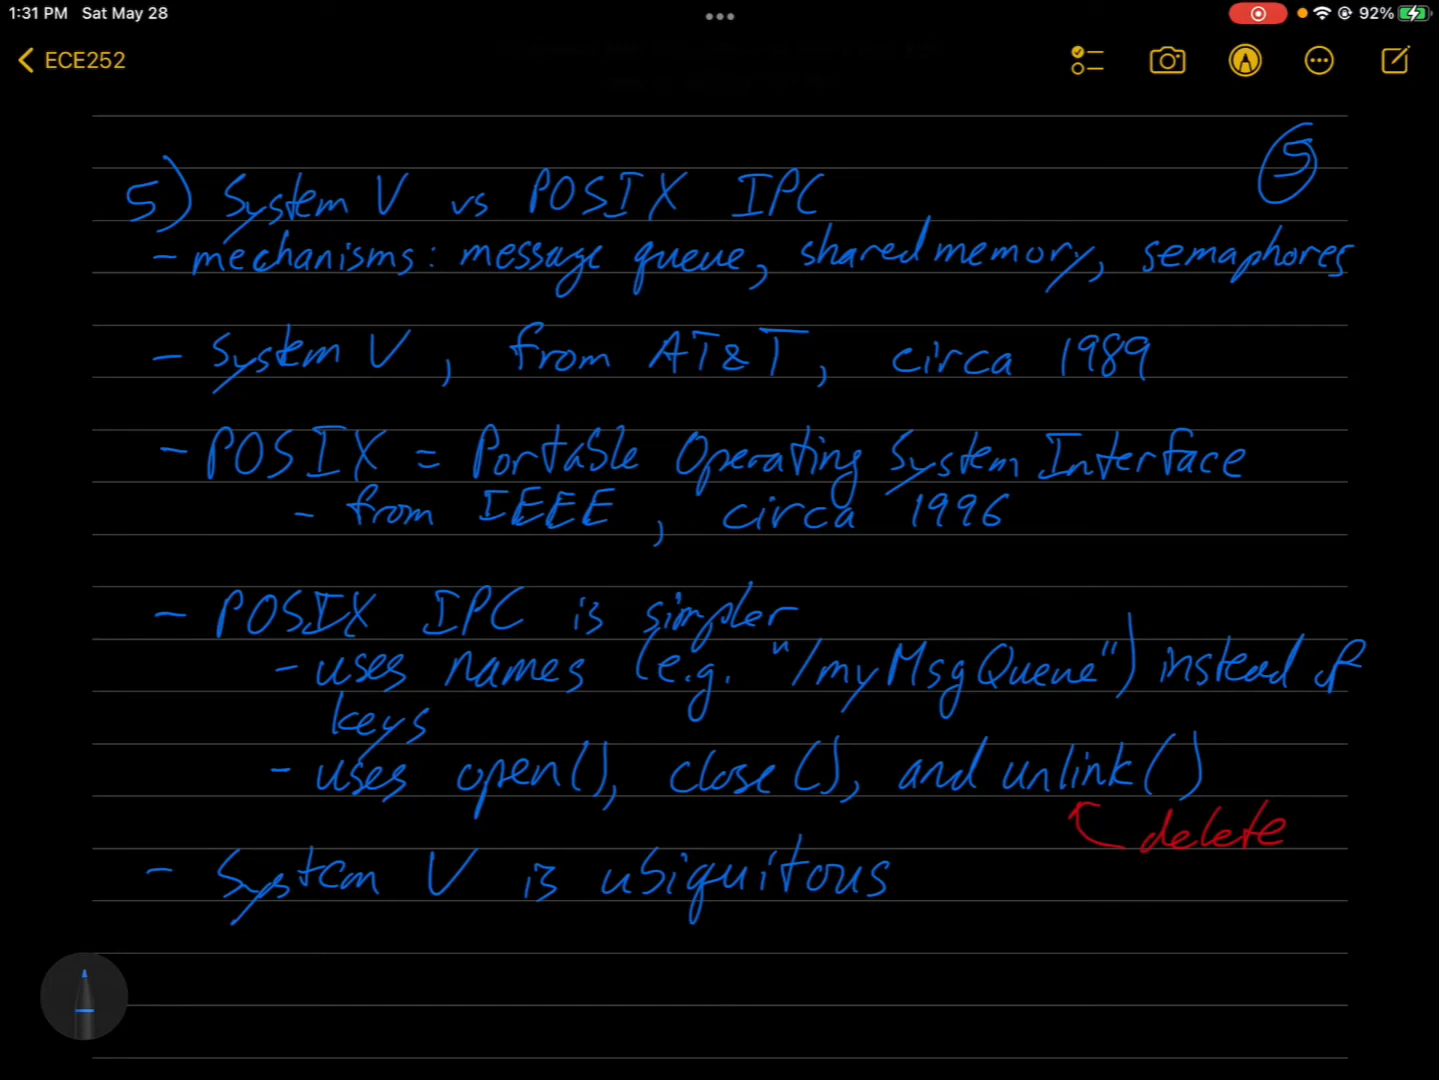 1:31 PM Sat May 28
92%
ECE252
5
5) System V vs POSIX IPC
- mechanisms: message queue, shared memory, semaphores
- System V, from AT&T, circa 1989
- POSIX = Portable Operating System Interface
- from IEEE, circa 1996
- POSIX IPC is simpler
- uses names (e.g. "/myMsgQueue") instead of
keys
- uses open(), close(), and unlink()
delete
- System V is ubiquitous